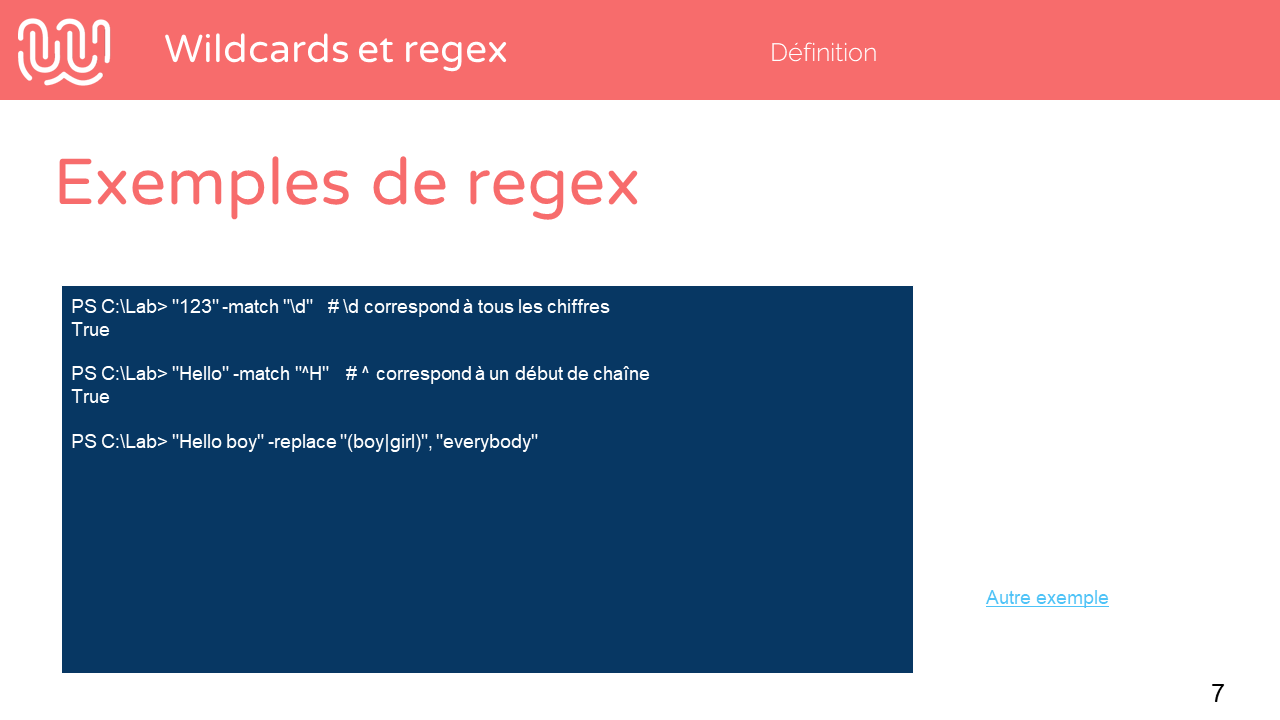 Wildcards et regex
Définition
Exemples de regex
PS C:\Lab> "123" -match "\d" # \d correspond à tous les chiffres
True
PS C:\Lab> "Hello" -match "^H" # ^ correspond à un début de chaîne
True
PS C:\Lab> "Hello boy" -replace "(boy|girl)", "everybody"
Autre exemple
7